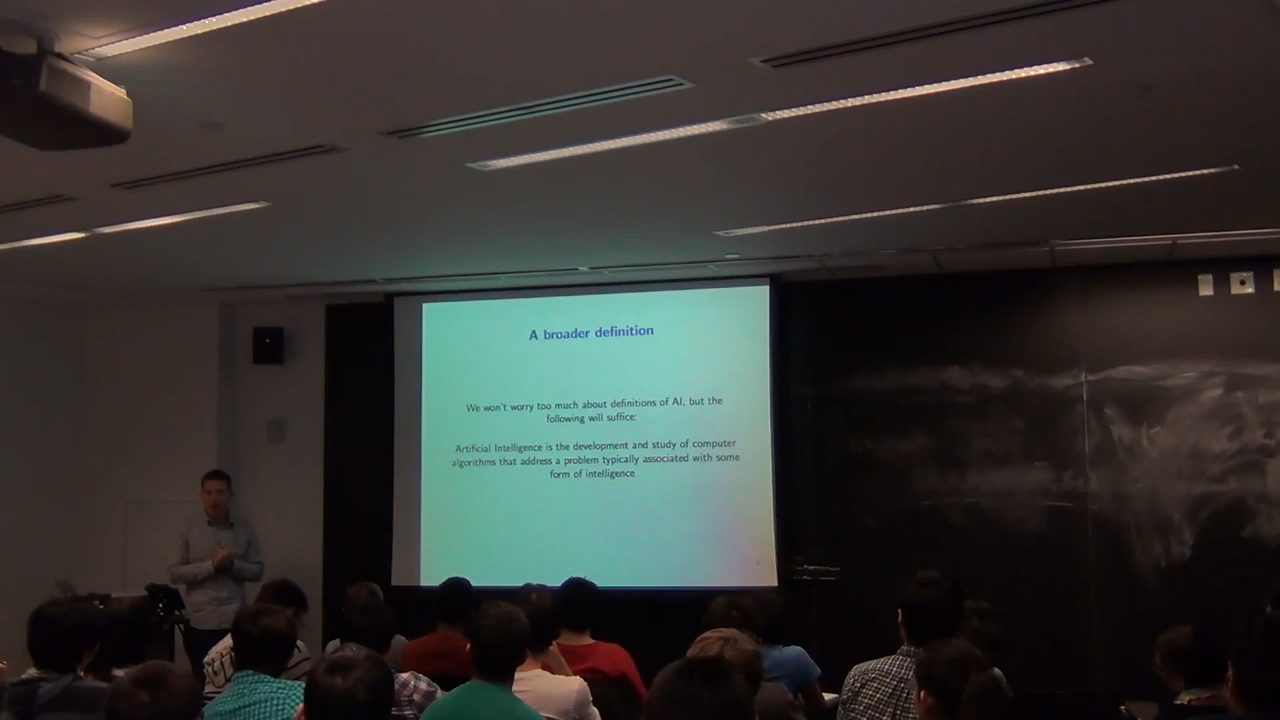 A broader definition
We won't worry too much about definitions of AI, but the
following will suffice:
Artificial Intelligence is the development and study of computer
algorithms that address a problem typically associated with some
form of intelligence